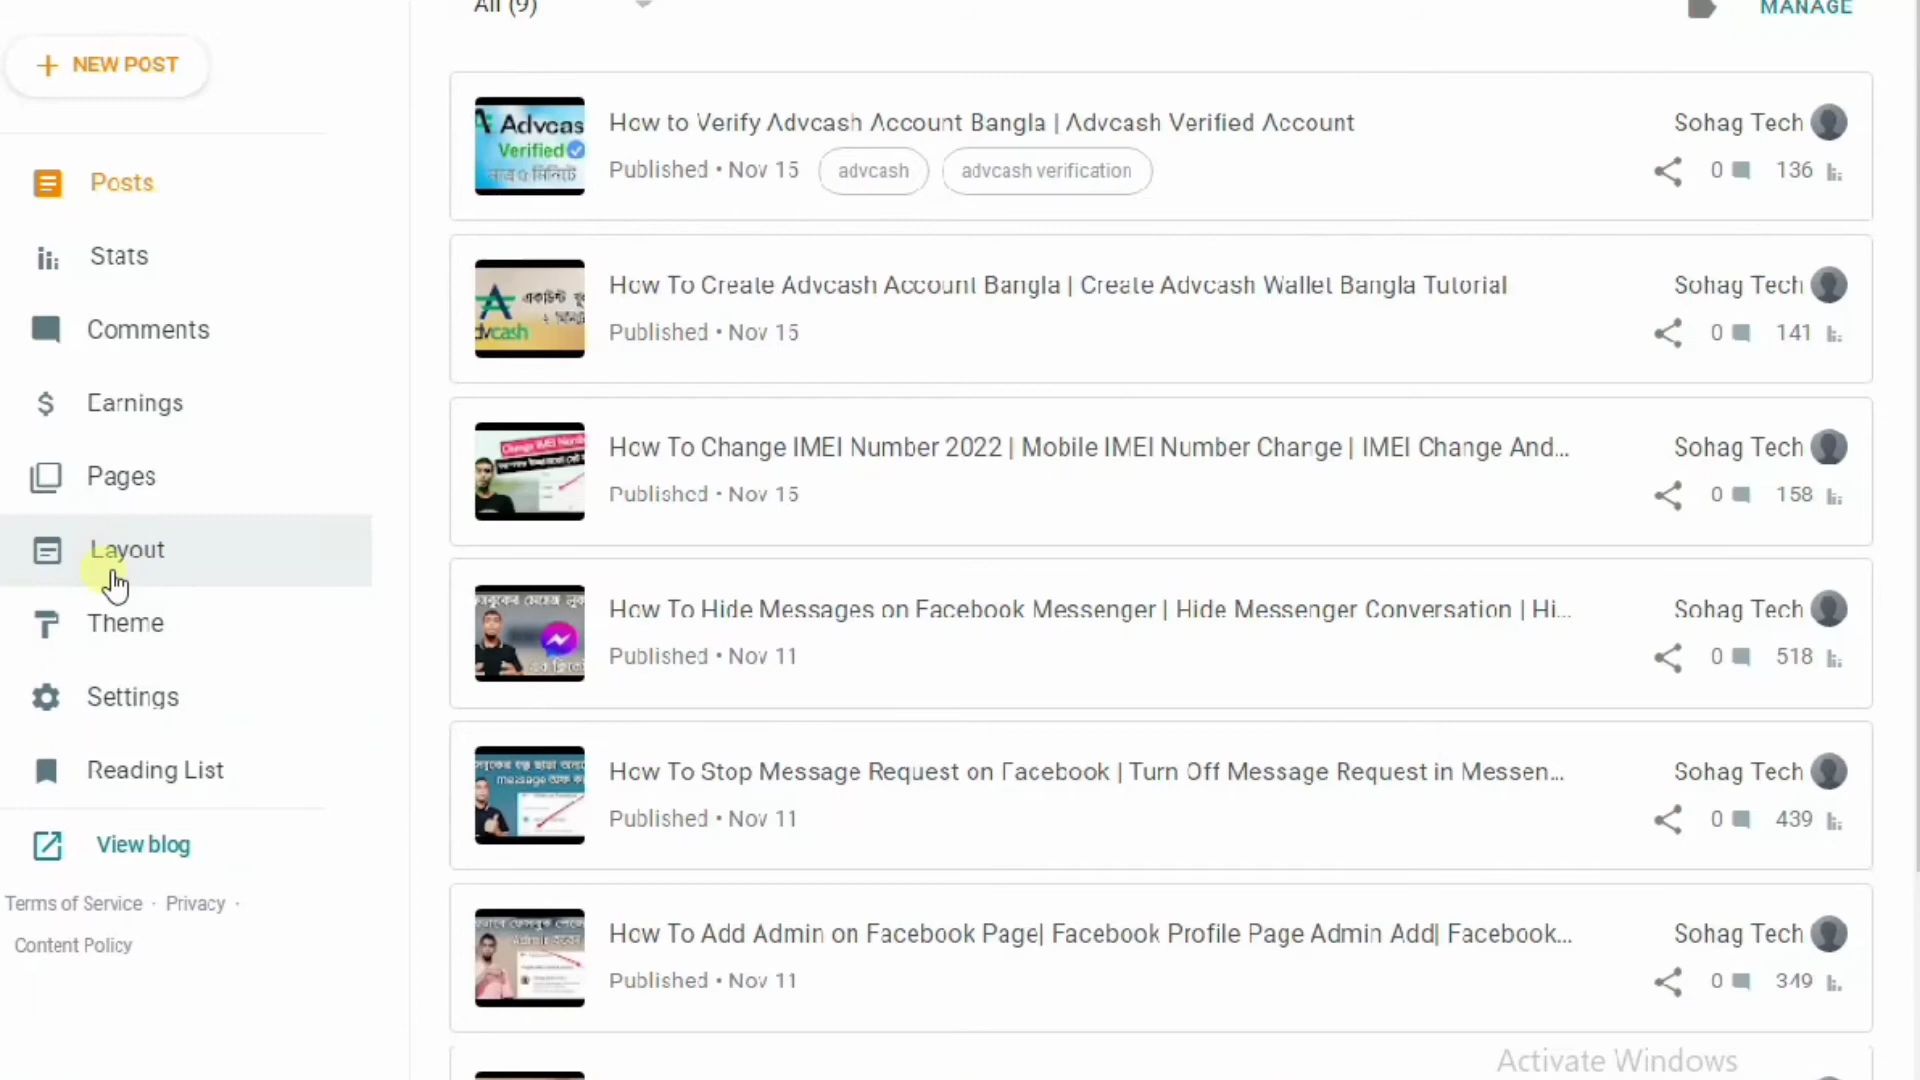 All (9)
MANAGE
NEW POST
Posts
Stats
Comments
Earnings
Pages
Layout
Theme
Settings
Reading List
View blog
Terms of Service · Privacy ·
Content Policy
Advcas
Verified
How to Verify Advcash Account Bangla | Advcash Verified Account
Published • Nov 15 advcash advcash verification
Sohag Tech
0 136
dvcash
How To Create Advcash Account Bangla | Create Advcash Wallet Bangla Tutorial
Published • Nov 15
Sohag Tech
0 141
How To Change IMEI Number 2022 | Mobile IMEI Number Change | IMEI Change And...
Published • Nov 15
Sohag Tech
0 158
How To Hide Messages on Facebook Messenger | Hide Messenger Conversation | Hi...
Published • Nov 11
Sohag Tech
0 518
How To Stop Message Request on Facebook | Turn Off Message Request in Messen...
Published • Nov 11
Sohag Tech
0 439
How To Add Admin on Facebook Page| Facebook Profile Page Admin Add| Facebook...
Published • Nov 11
Sohag Tech
0 349
Activate Windows